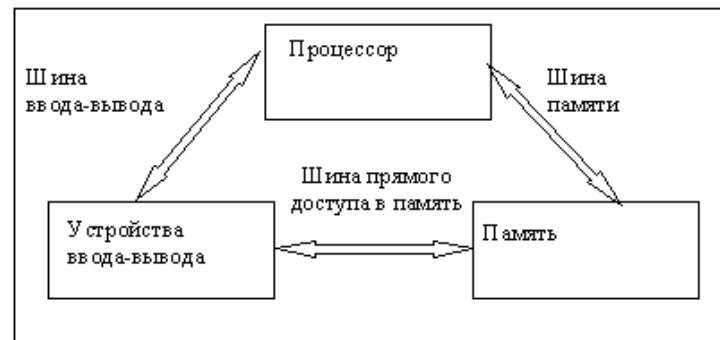 Процессор
Шина
ввода-вывода
Шина
памяти
Шина прямого
доступа в память
Устройства
ввода-вывода
Память